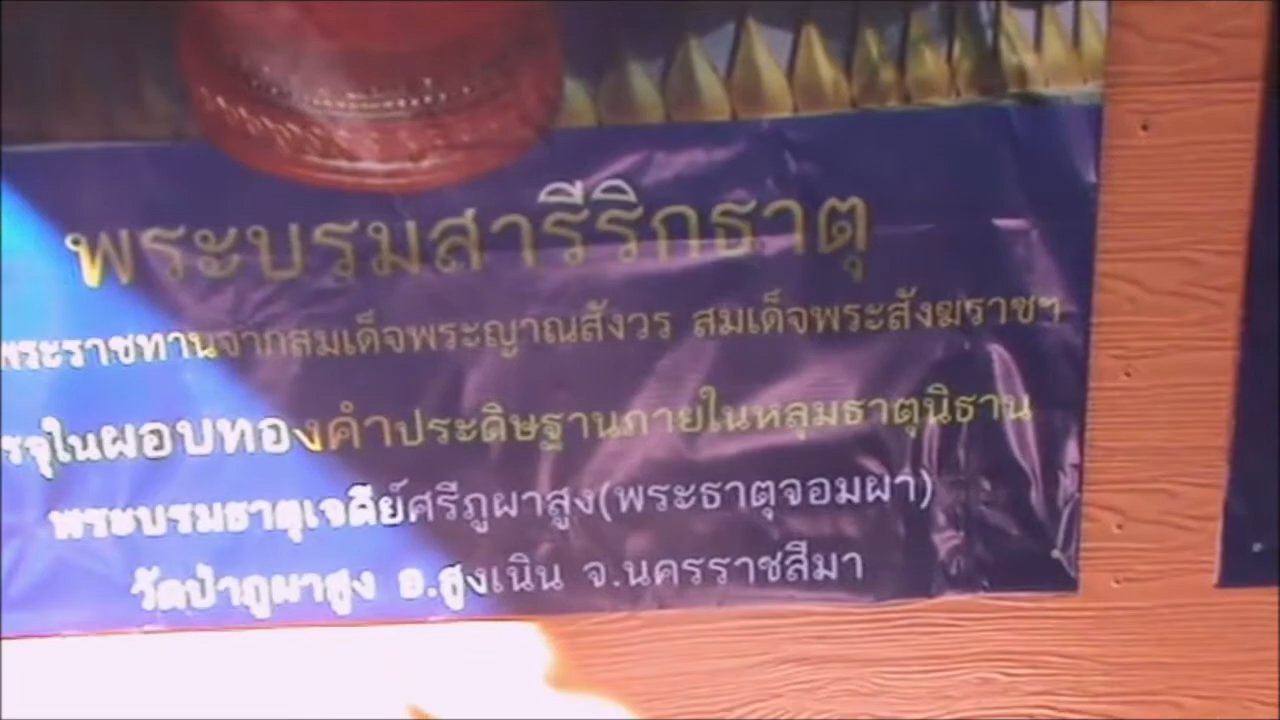 พระบรมสารีริกธาตุ
พระราชทานจากสมเด็จพระญาณสังวร สมเด็จพระสังฆราชฯ
รจุในผอบทองคำประดิษฐานภายในหลุมธาตุนิธาน
พระบรมธาตุเจดีย์ศรีภูผาสูง(พระธาตุจอมผา)
วัดป่าภูผาสูง อ.สูงเนิน จ.นครราชสีมา